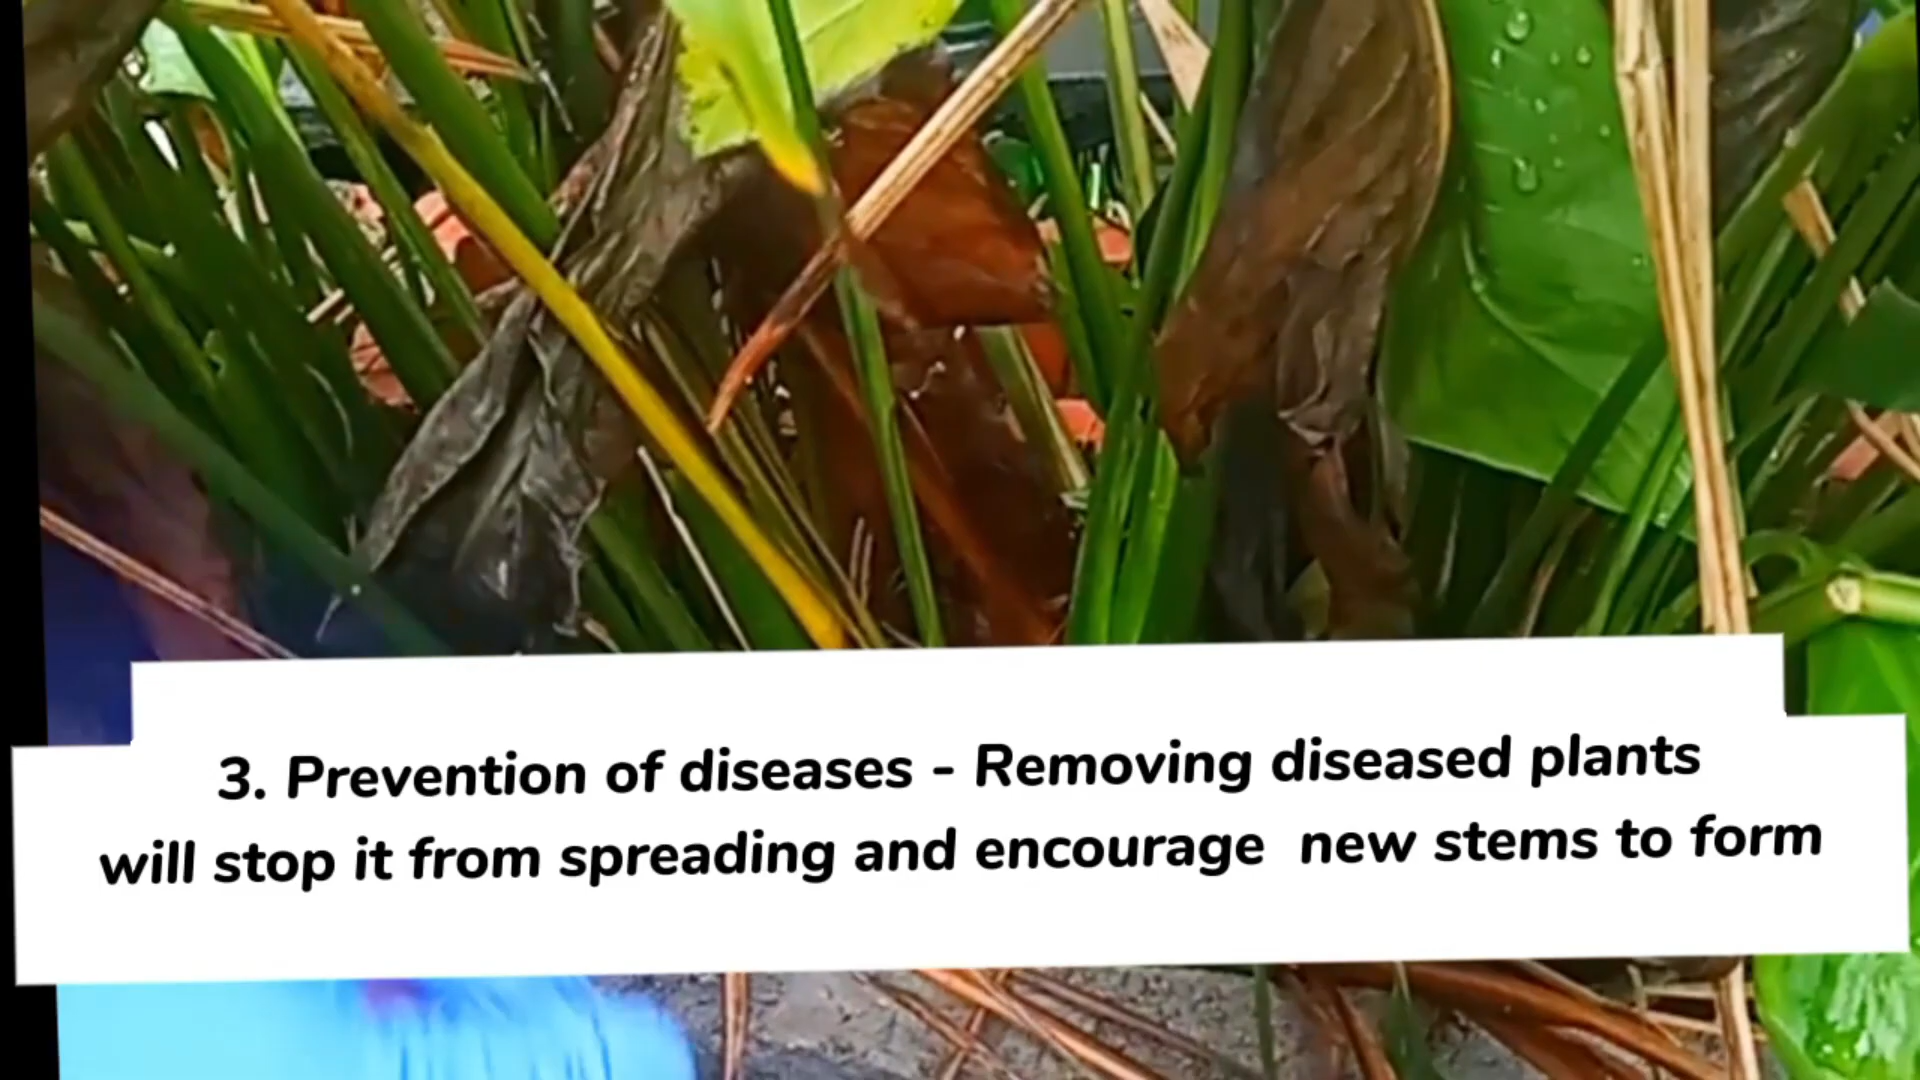 3. Prevention of diseases - Removing diseased plants
will stop it from spreading and encourage  new stems to form